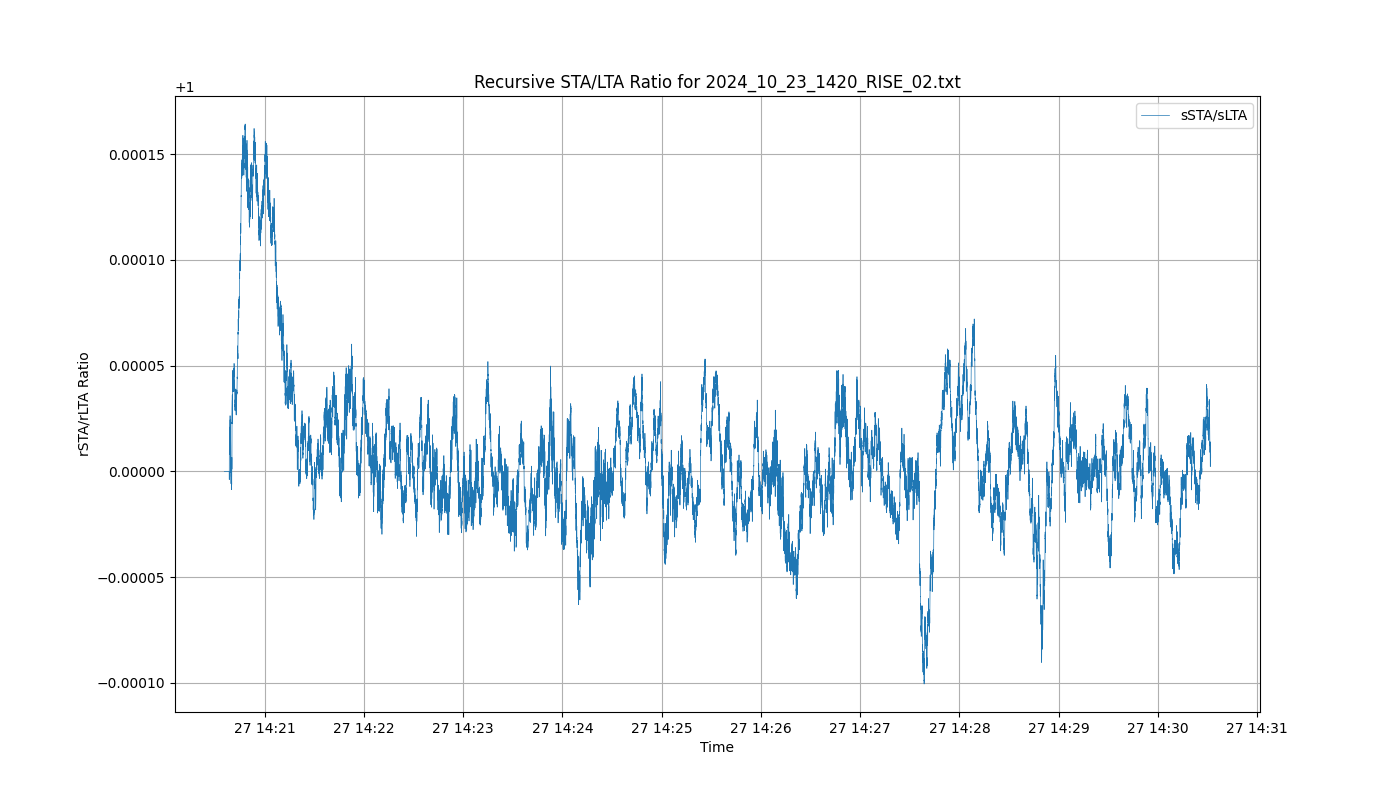 Recursive STA/LTA Ratio for 2024_10_23_1420_RISE_02.txt
+1
sSTA/sLTA
0.00015
0.00010
0.00005
0.00000
−0.00005
−0.00010
rSTA/rLTA Ratio
27 14:21 27 14:22 27 14:23 27 14:24 27 14:25 27 14:26 27 14:27 27 14:28 27 14:29 27 14:30 27 14:31
Time